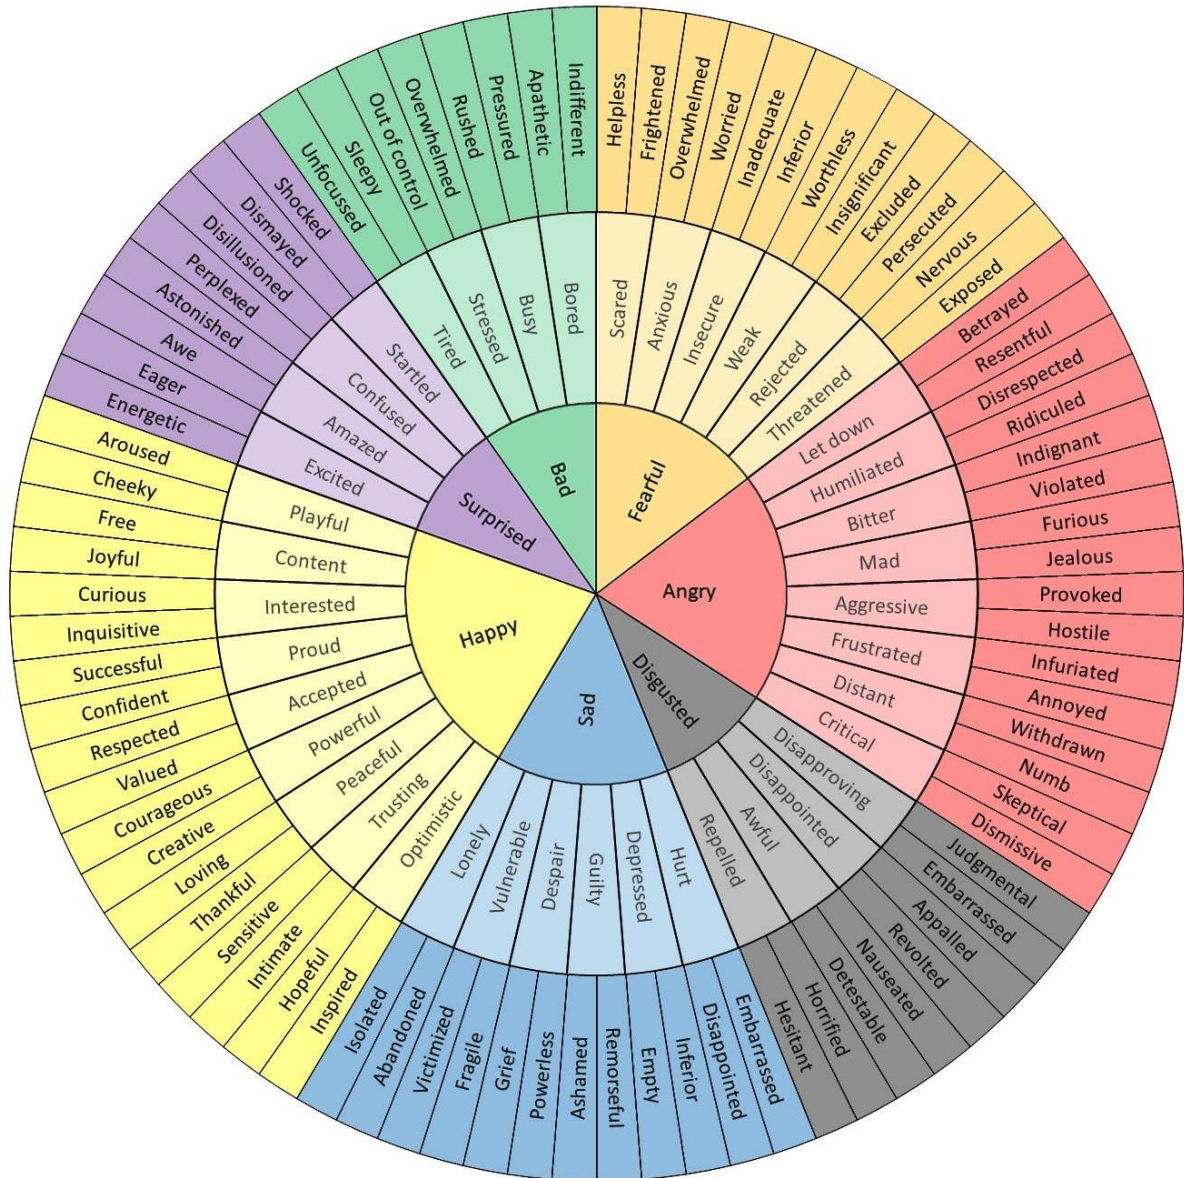 Fearful
Angry
Disgusted
Sad
Happy
Surprised
Bad
Scared
Anxious
Insecure
Weak
Rejected
Threatened
Let down
Humiliated
Bitter
Mad
Aggressive
Frustrated
Distant
Critical
Disapproving
Disappointed
Awful
Repelled
Hurt
Depressed
Guilty
Despair
Vulnerable
Lonely
Optimistic
Trusting
Peaceful
Powerful
Accepted
Proud
Interested
Content
Playful
Excited
Amazed
Confused
Startled
Tired
Stressed
Busy
Bored
Helpless
Frightened
Overwhelmed
Worried
Inadequate
Inferior
Worthless
Insignificant
Excluded
Persecuted
Nervous
Exposed
Betrayed
Resentful
Disrespected
Ridiculed
Indignant
Violated
Furious
Jealous
Provoked
Hostile
Infuriated
Annoyed
Withdrawn
Numb
Skeptical
Dismissive
Judgmental
Embarrassed
Appalled
Revolted
Nauseated
Detestable
Horrified
Hesitant
Embarrassed
Disappointed
Inferior
Empty
Remorseful
Ashamed
Powerless
Grief
Fragile
Victimized
Abandoned
Isolated
Inspired
Hopeful
Intimate
Sensitive
Thankful
Loving
Creative
Courageous
Valued
Respected
Confident
Successful
Inquisitive
Curious
Joyful
Free
Cheeky
Aroused
Energetic
Eager
Awe
Astonished
Perplexed
Disillusioned
Dismayed
Shocked
Unfocussed
Sleepy
Out of control
Overwhelmed
Rushed
Pressured
Apathetic
Indifferent